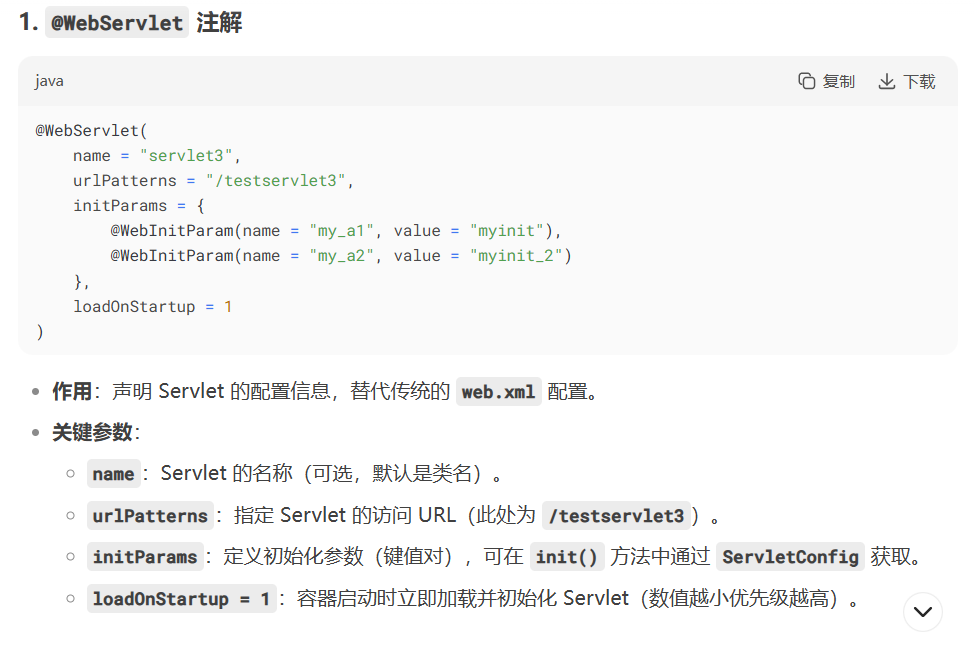 1. @WebServlet 注解
java
复制
下载
@WebServlet(
    name = "servlet3",
    urlPatterns = "/testservlet3",
    initParams = {
        @WebInitParam(name = "my_a1", value = "myinit"),
        @WebInitParam(name = "my_a2", value = "myinit_2")
    },
    loadOnStartup = 1
)
作用：声明 Servlet 的配置信息，替代传统的 web.xml 配置。
关键参数：
name：Servlet 的名称（可选，默认是类名）。
urlPatterns：指定 Servlet 的访问 URL（此处为 /testservlet3）。
initParams：定义初始化参数（键值对），可在 init() 方法中通过 ServletConfig 获取。
loadOnStartup = 1：容器启动时立即加载并初始化 Servlet（数值越小优先级越高）。